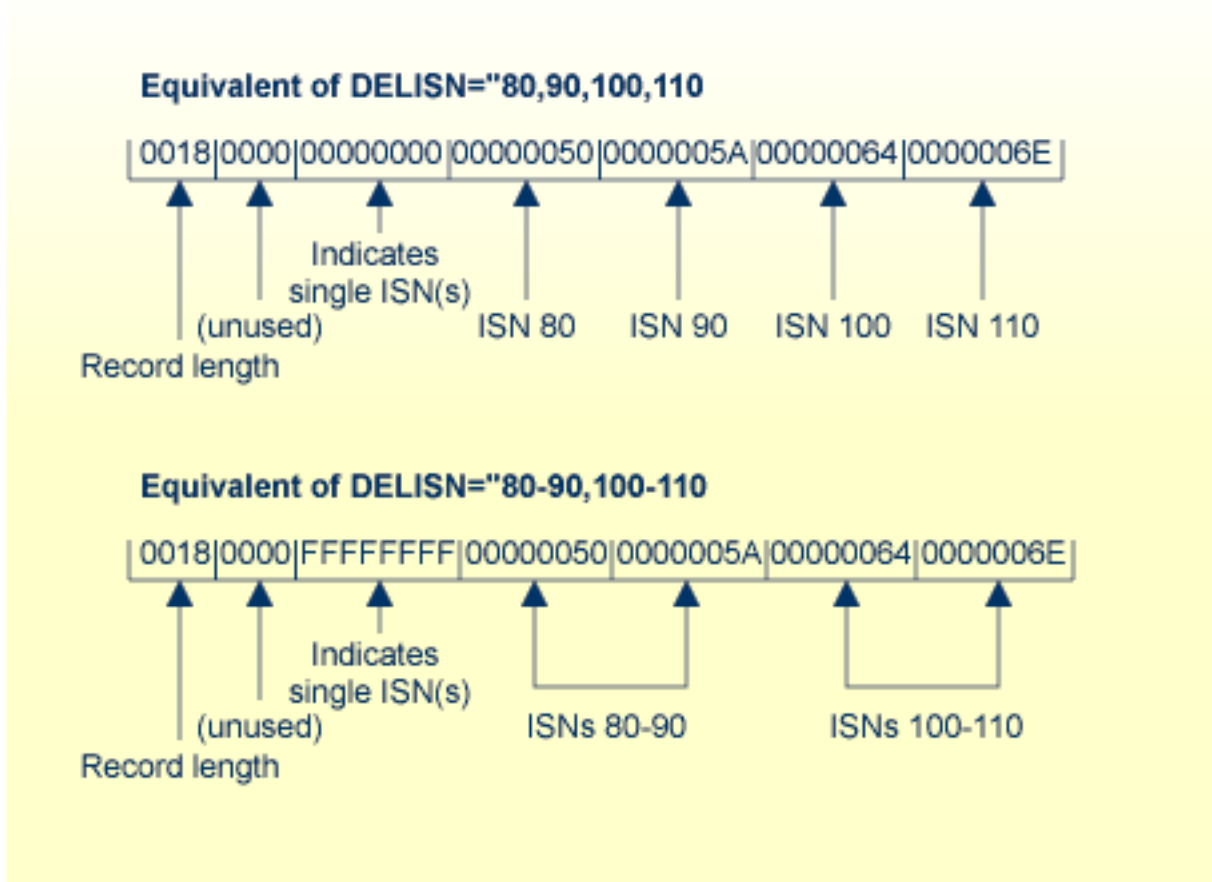 Equivalent of DELISN="80,90,100,110
0018|0000|00000000|00000050|0000005A|00000064|0000006E
Indicates
single ISN(s)
(unused) ISN 80 ISN 90 ISN 100 ISN 110
Record length
Equivalent of DELISN="80-90,100-110
0018|0000|FFFFFFFF|00000050|0000005A|00000064|0000006E
Indicates
single ISN(s)
(unused) ISNs 80-90 ISNs 100-110
Record length